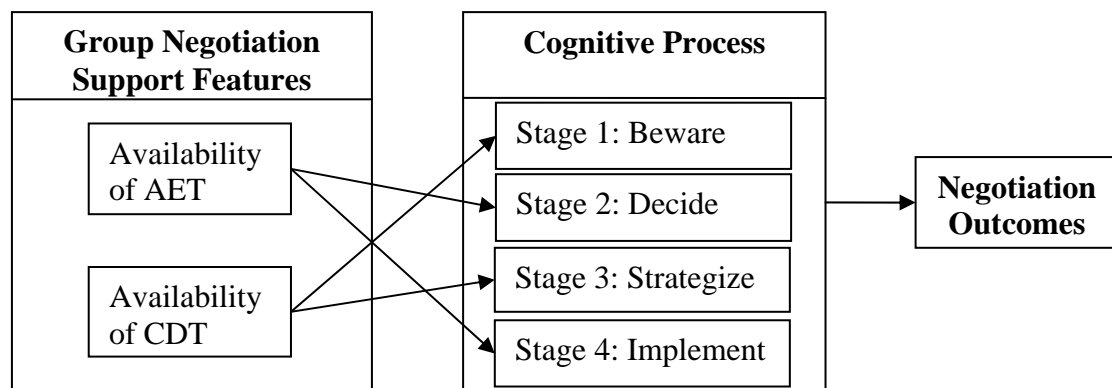 Group Negotiation
Support Features
Availability
of AET
Availability
of CDT
Cognitive Process
Stage 1: Beware
Stage 2: Decide
Stage 3: Strategize
Stage 4: Implement
Negotiation
Outcomes